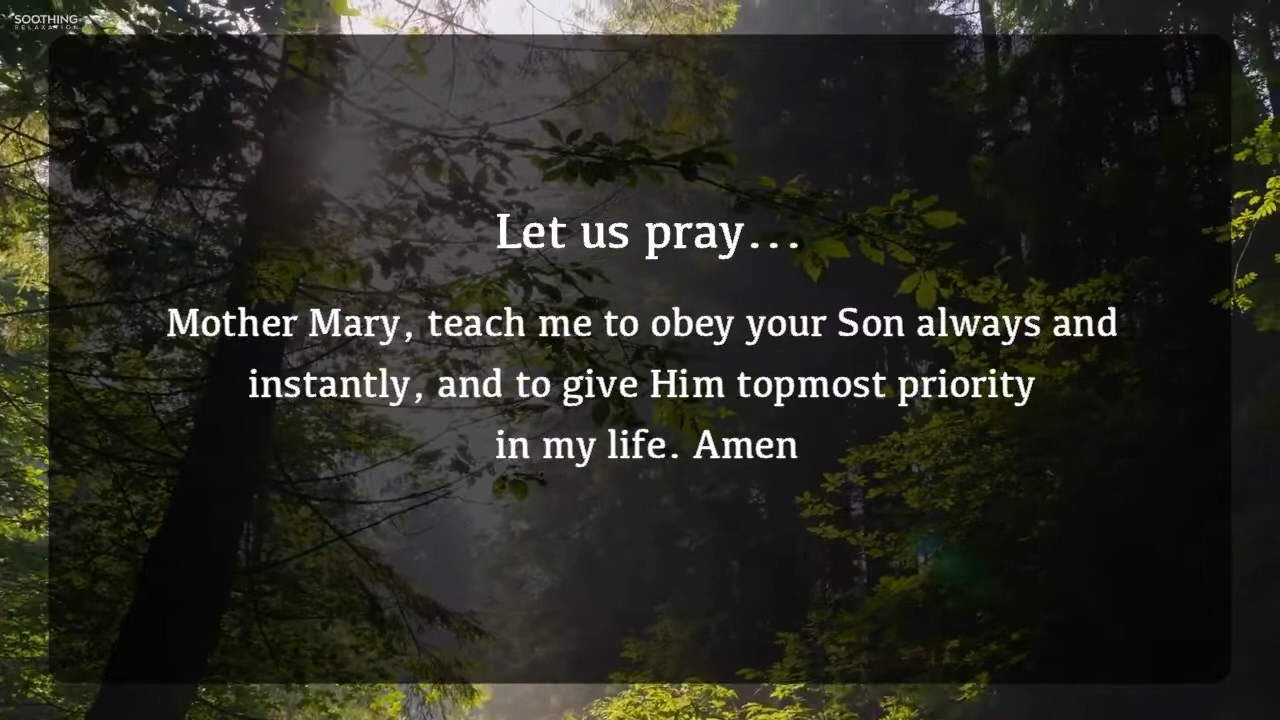 SOOTHING
RELAXATION
Let us pray...
Mother Mary, teach me to obey your Son always and
instantly, and to give Him topmost priority
in my life. Amen